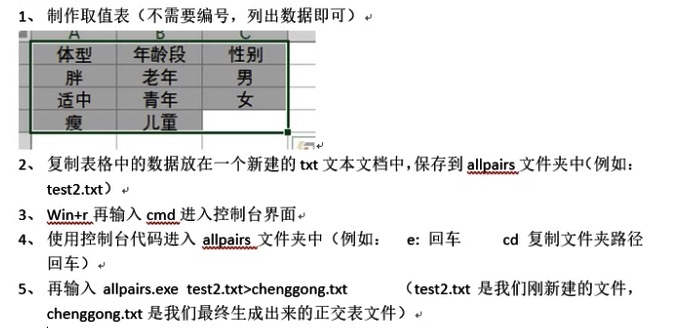 1、 制作取值表（不需要编号，列出数据即可）
A B C
体型 年龄段 性别
胖 老年 男
适中 青年 女
瘦 儿童
2、 复制表格中的数据放在一个新建的 txt 文本文档中，保存到 allpairs 文件夹中（例如：
test2.txt）
3、 Win+r 再输入 cmd 进入控制台界面
4、 使用控制台代码进入 allpairs 文件夹中（例如： e: 回车 cd 复制文件夹路径
回车）
5、 再输入 allpairs.exe test2.txt>chenggong.txt （test2.txt 是我们刚新建的文件，
chenggong.txt 是我们最终生成出来的正交表文件）